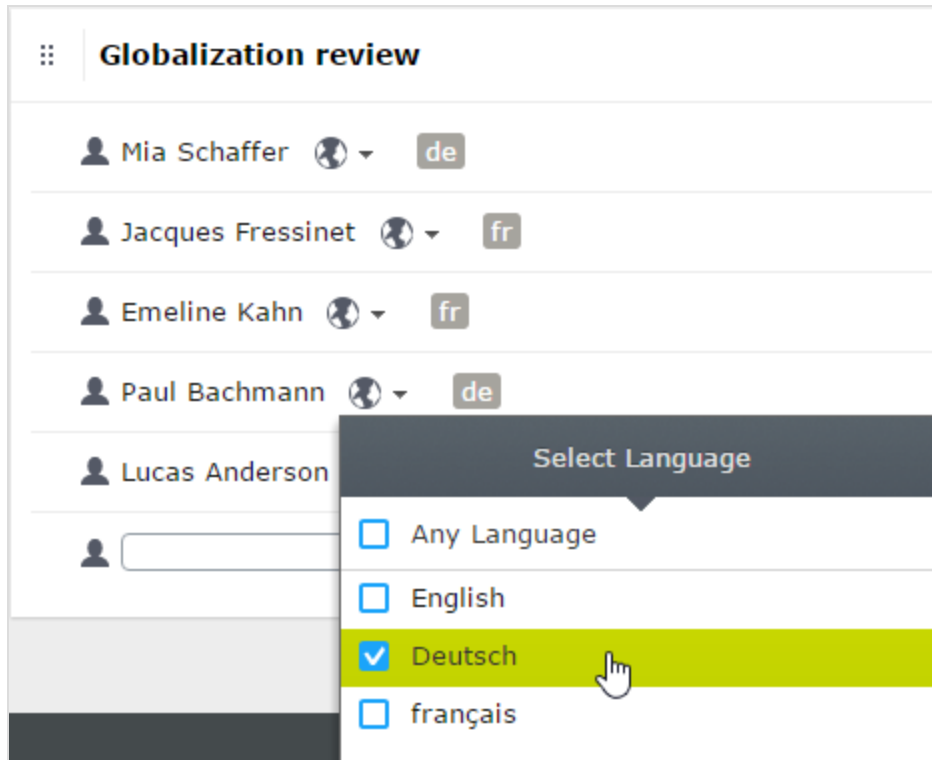 Globalization review
Mia Schaffer de
Jacques Fressinet fr
Emeline Kahn fr
Paul Bachmann de
Lucas Anderson
Select Language
Any Language
English
Deutsch
français